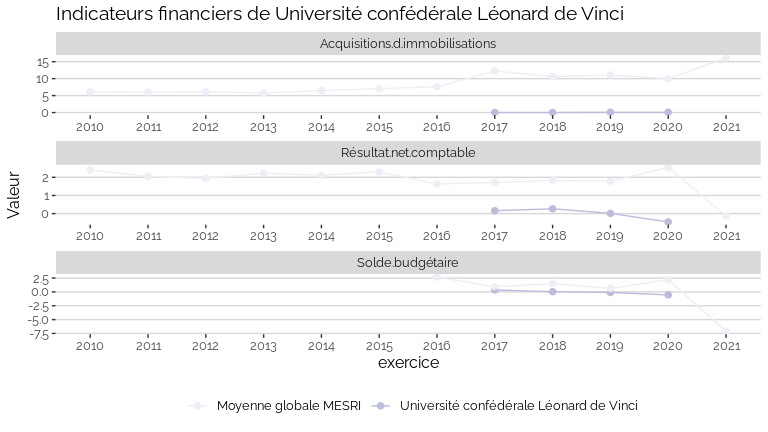 Indicateurs financiers de Université confédérale Léonard de Vinci
Acquisitions.d.immobilisations
15
10
5
0
2010 2011 2012 2013 2014 2015 2016 2017 2018 2019 2020 2021
Résultat.net.comptable
2
1
0
2010 2011 2012 2013 2014 2015 2016 2017 2018 2019 2020 2021
Valeur
Solde.budgétaire
2.5
0.0
-2.5
-5.0
-7.5
2010 2011 2012 2013 2014 2015 2016 2017 2018 2019 2020 2021
exercice
Moyenne globale MESRI Université confédérale Léonard de Vinci